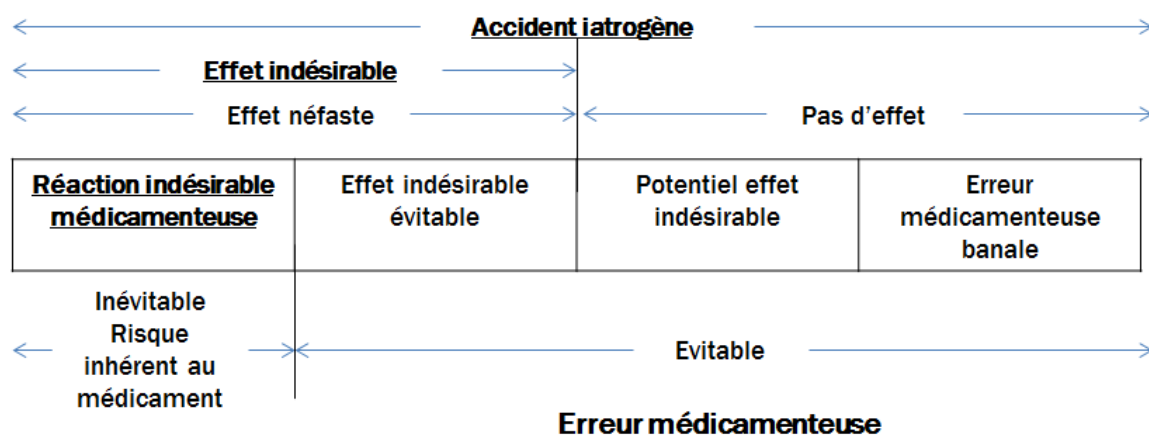 Accident iatrogène
Effet indésirable
Effet néfaste
Pas d'effet
Réaction indésirable
médicamenteuse
Effet indésirable
évitable
Potentiel effet
indésirable
Erreur
médicamenteuse
banale
Inévitable
Risque
inhérent au
médicament
Evitable
Erreur médicamenteuse